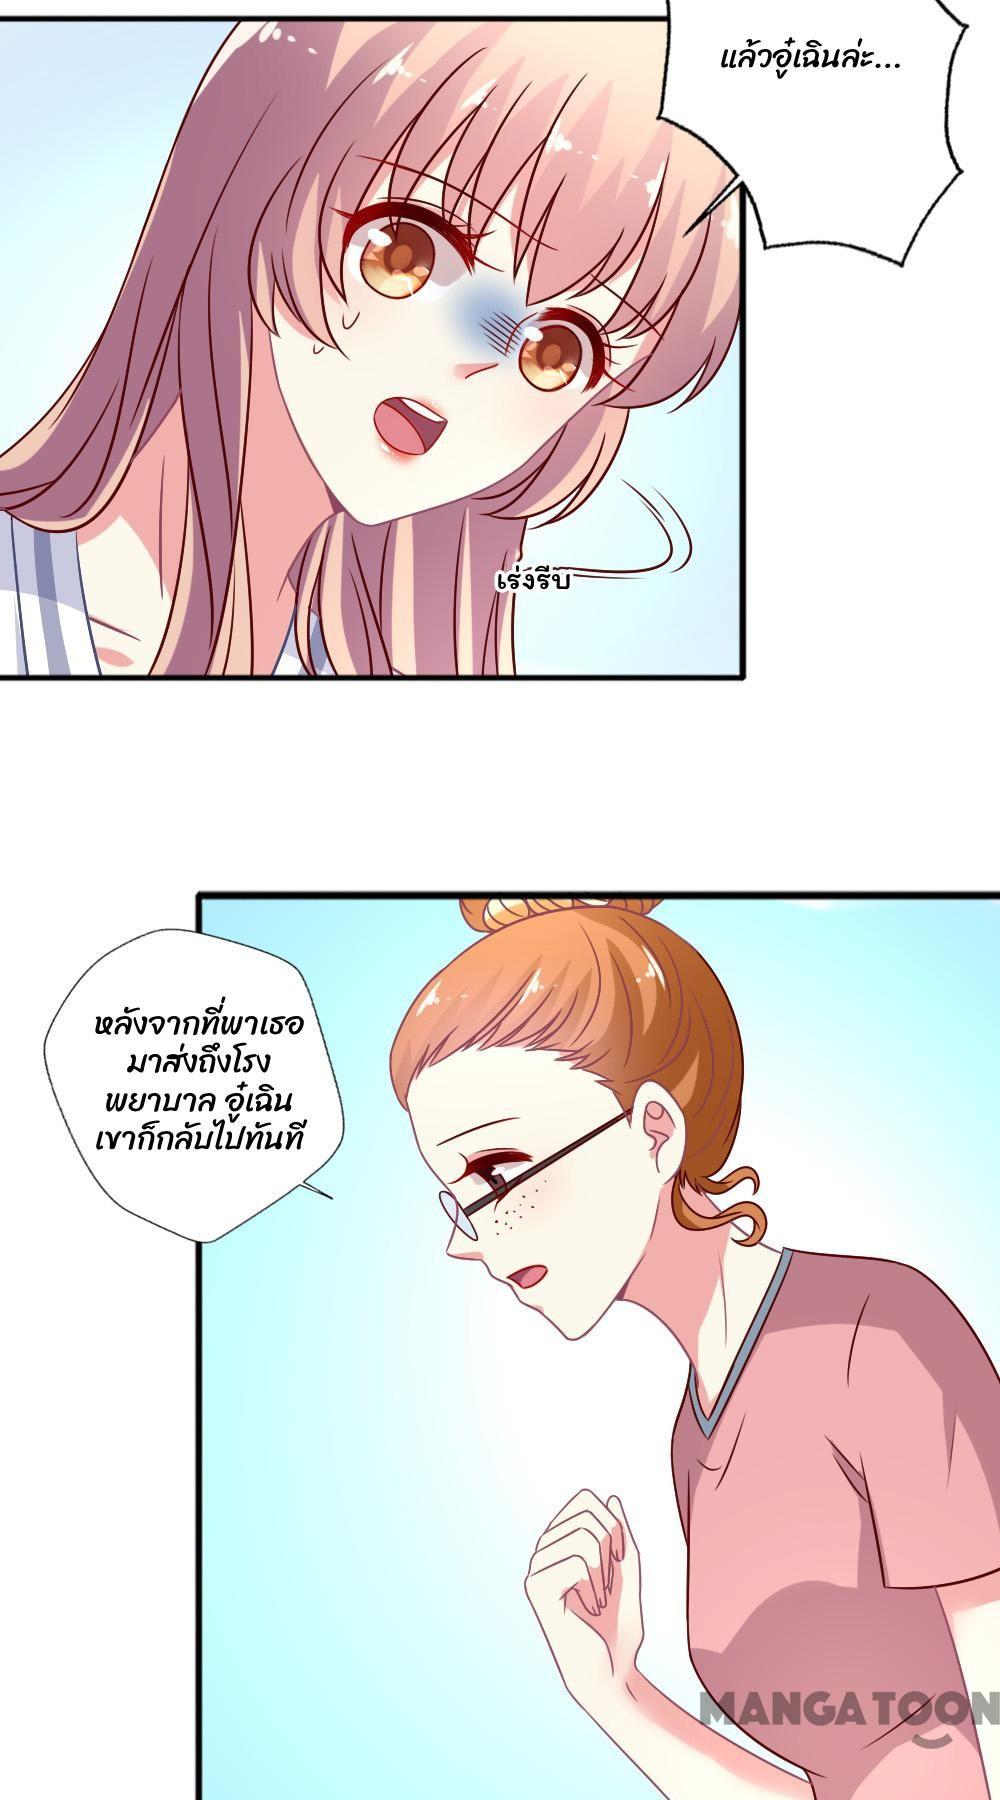 แล้วอู๋เฉินล่ะ...
เร่งรีบ
หลังจากที่พาเธอ
มาส่งถึงโรง
พยาบาล อู๋เฉิน
เขาก็กลับไปทันที
MANGATOON